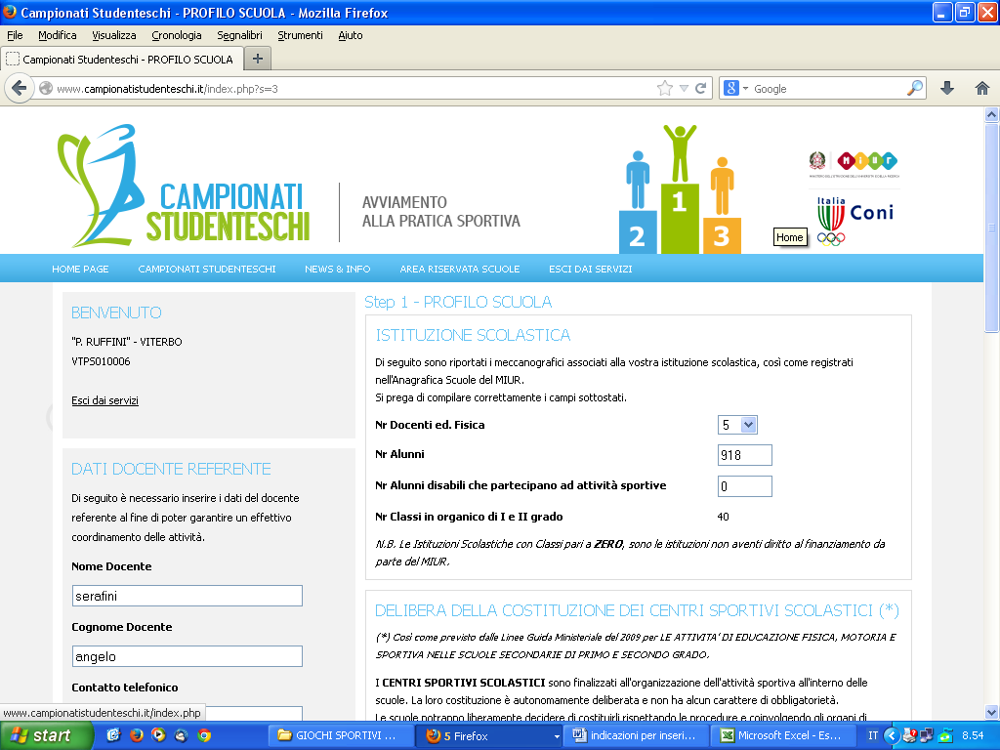 Campionati Studenteschi - PROFILO SCUOLA - Mozilla Firefox
File Modifica Visualizza Cronologia Segnalibri Strumenti Aiuto
Campionati Studenteschi - PROFILO SCUOLA
www.campionatistudenteschi.it/index.php?s=3
8 Google
CAMPIONATI
STUDENTESCHI
AVVIAMENTO
ALLA PRATICA SPORTIVA
2 1 3
Miur
Italia
Coni
Home
HOME PAGE CAMPIONATI STUDENTESCHI NEWS & INFO AREA RISERVATA SCUOLE ESCI DAI SERVIZI
BENVENUTO
"P. RUFFINI" - VITERBO
VTPS010006
Esci dai servizi
DATI DOCENTE REFERENTE
Di seguito è necessario inserire i dati del docente
referente al fine di poter garantire un effettivo
coordinamento delle attività.
Nome Docente
serafini
Cognome Docente
angelo
Contatto telefonico
Step 1 - PROFILO SCUOLA
ISTITUZIONE SCOLASTICA
Di seguito sono riportati i meccanografici associati alla vostra istituzione scolastica, così come registrati
nell'Anagrafica Scuole del MIUR.
Si prega di compilare correttamente i campi sottostati.
Nr Docenti ed. Fisica 5
Nr Alunni 918
Nr Alunni disabili che partecipano ad attività sportive 0
Nr Classi in organico di I e II grado 40
N.B. Le Istituzioni Scolastiche con Classi pari a ZERO, sono le istituzioni non aventi diritto al finanziamento da
parte del MIUR.
DELIBERA DELLA COSTITUZIONE DEI CENTRI SPORTIVI SCOLASTICI (*)
(*) Così come previsto dalle Linee Guida Ministeriale del 2009 per LE ATTIVITA' DI EDUCAZIONE FISICA, MOTORIA E
SPORTIVA NELLE SCUOLE SECONDARIE DI PRIMO E SECONDO GRADO.
I CENTRI SPORTIVI SCOLASTICI sono finalizzati all'organizzazione dell'attività sportiva all'interno delle
scuole. La loro costituzione è autonomamente deliberata e non ha alcun carattere di obbligatorietà.
Le scuole potranno liberamente decidere di costituirli rispettando le procedure e coinvolgendo gli organi di
www.campionatistudenteschi.it/index.php
start GIOCHI SPORTIVI ... 5 Firefox indicazioni per inseri... Microsoft Excel - Es... IT 8.54